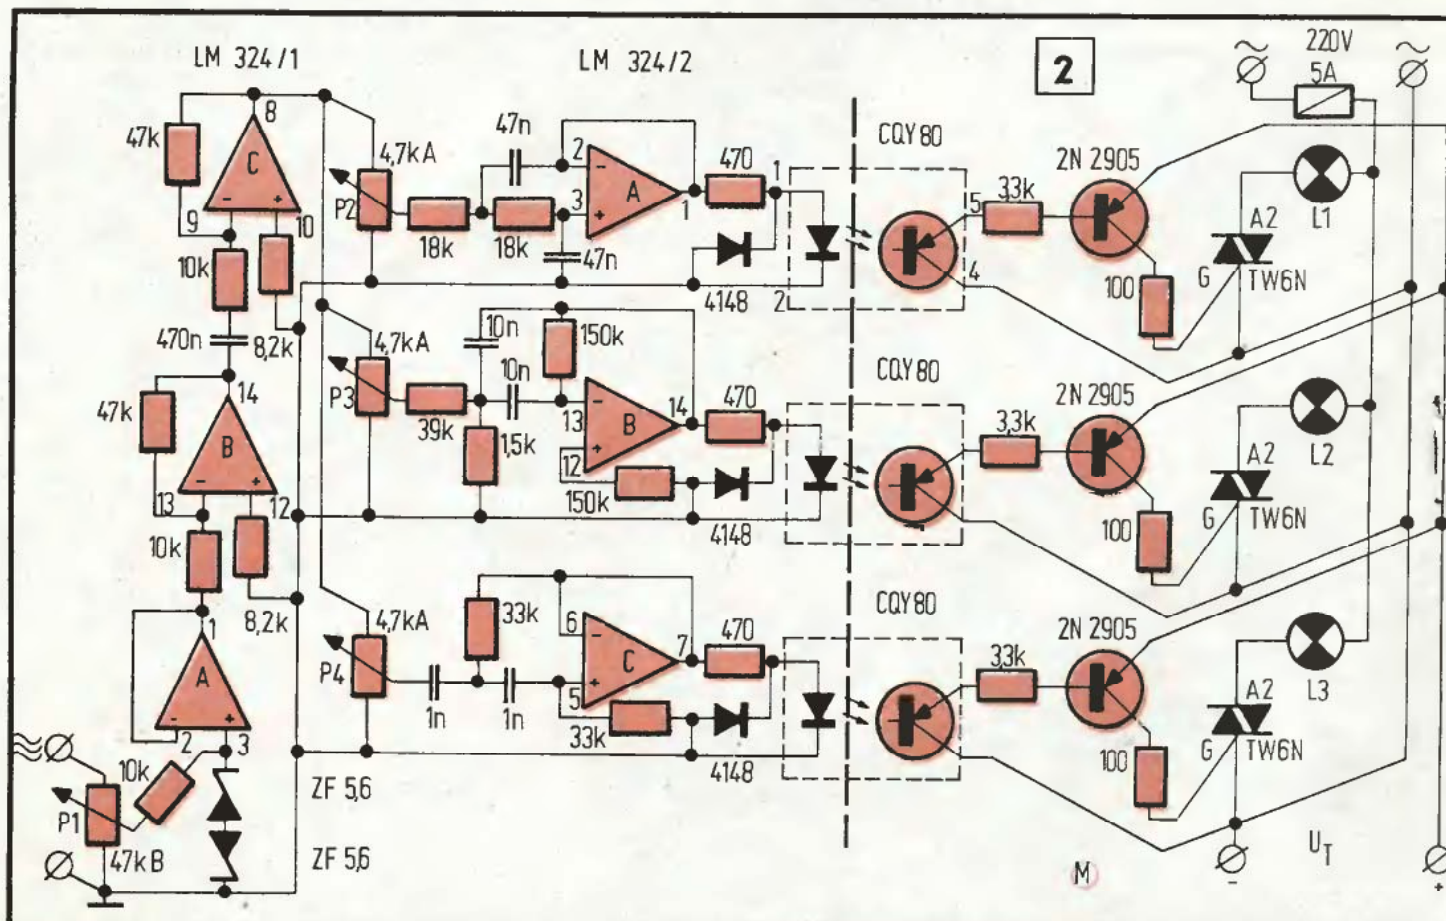 LM 324/1
LM 324/2
2
220V
5A
47k
8
C
9
10
-
+
10k
470n
8,2k
47k
14
B
13
12
-
+
10k
8,2k
1
A
-
+
2
3
10k
P1
47kB
ZF 5,6
ZF 5,6
4,7kA
P2
18k
18k
47n
47n
2
3
-
+
A
1
470
1
2
4148
CQY80
5
4
33k
2N 2905
100
G
A2
TW6N
L1
4,7kA
P3
39k
10n
10n
1,5k
150k
150k
13
12
-
+
B
14
470
4148
CQY80
3,3k
2N 2905
100
G
A2
TW6N
L2
4,7kA
P4
1n
1n
33k
33k
6
5
-
+
C
7
470
4148
CQY80
3,3k
2N 2905
100
G
A2
TW6N
L3
M
-
UT
+